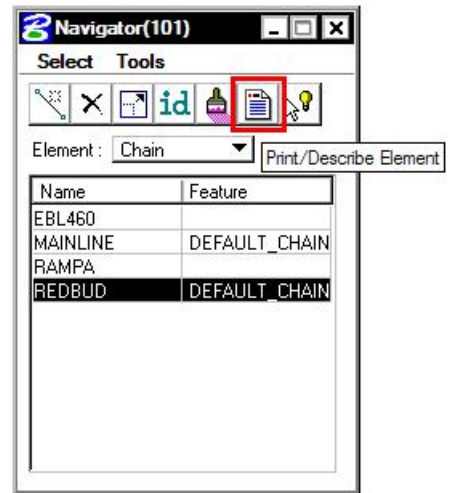 Navigator(101)
Select Tools
id
Element : Chain
Print/Describe Element
Name Feature
EBL460
MAINLINE DEFAULT_CHAIN
RAMPA
REDBUD DEFAULT_CHAIN